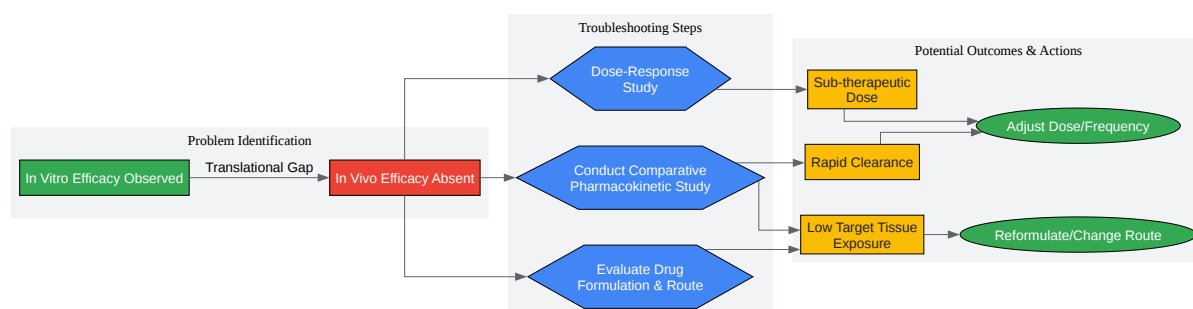 Problem Identification
In Vitro Efficacy Observed
Translational Gap
In Vivo Efficacy Absent
Troubleshooting Steps
Dose-Response
Study
Conduct Comparative
Pharmacokinetic Study
Evaluate Drug
Formulation & Route
Potential Outcomes & Actions
Sub-therapeutic
Dose
Rapid Clearance
Low Target Tissue
Exposure
Adjust Dose/Frequency
Reformulate/Change Route